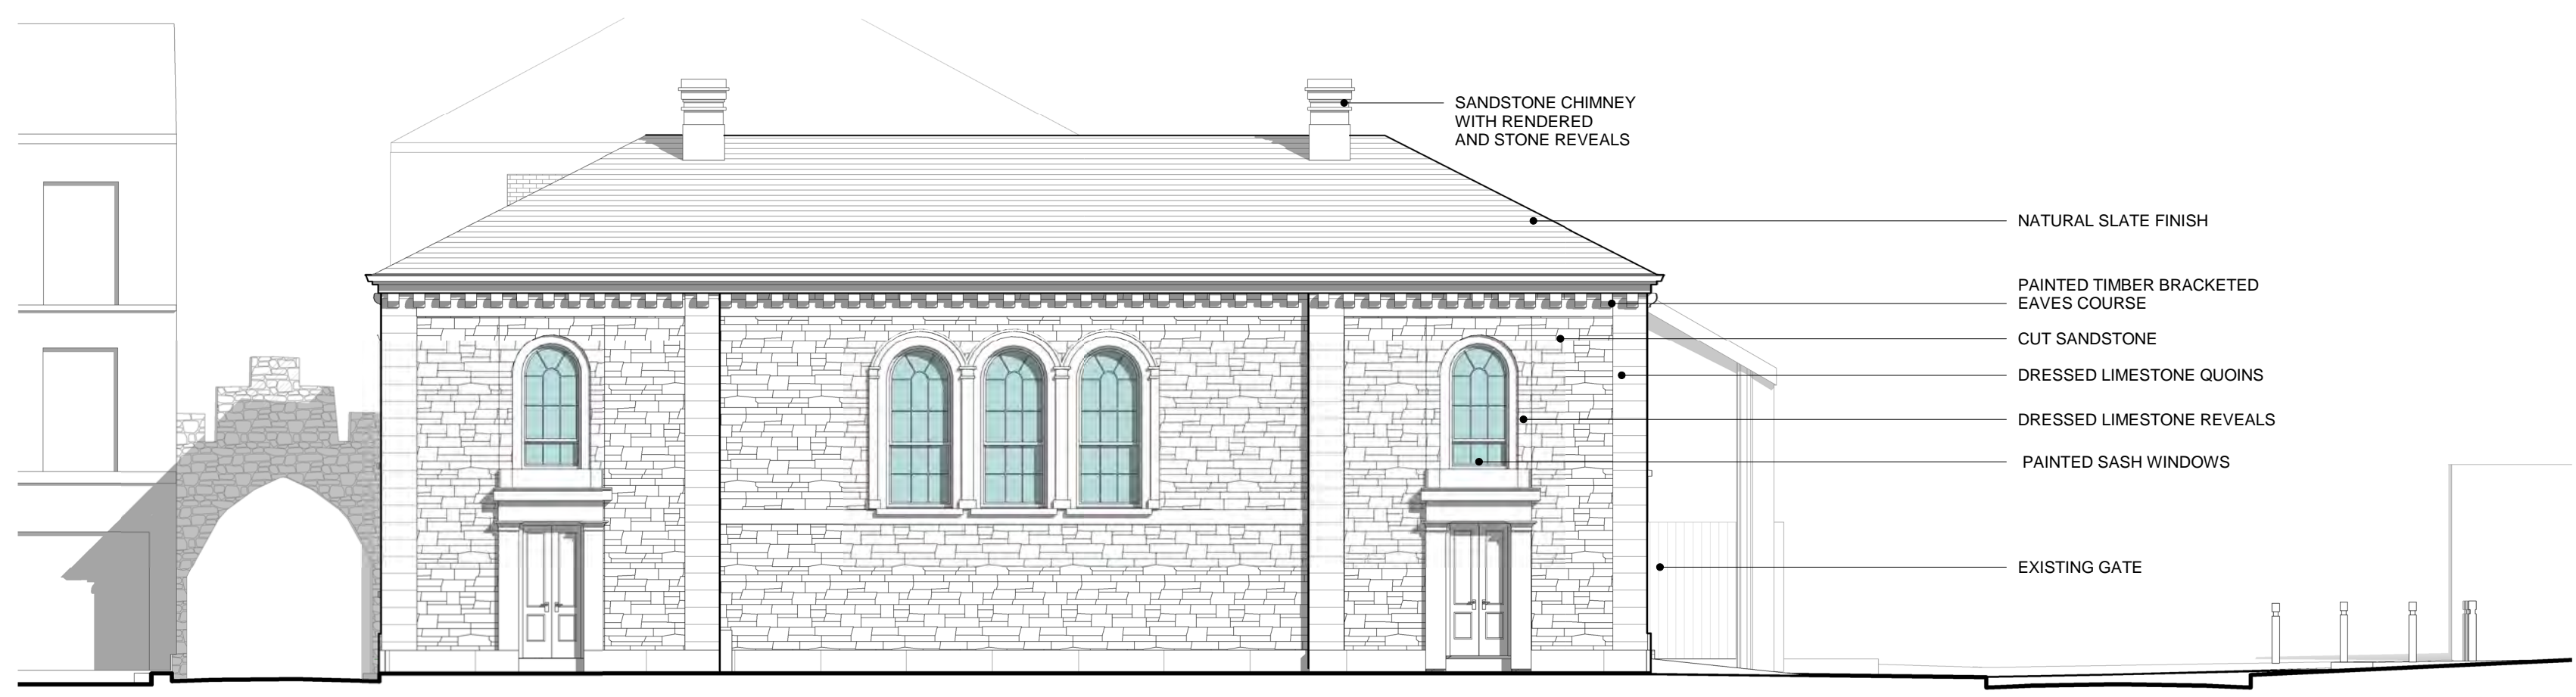 SANDSTONE CHIMNEY
WITH RENDERED
AND STONE REVEALS
NATURAL SLATE FINISH
PAINTED TIMBER BRACKETED
EAVES COURSE
CUT SANDSTONE
DRESSED LIMESTONE QUOINS
DRESSED LIMESTONE REVEALS
PAINTED SASH WINDOWS
EXISTING GATE